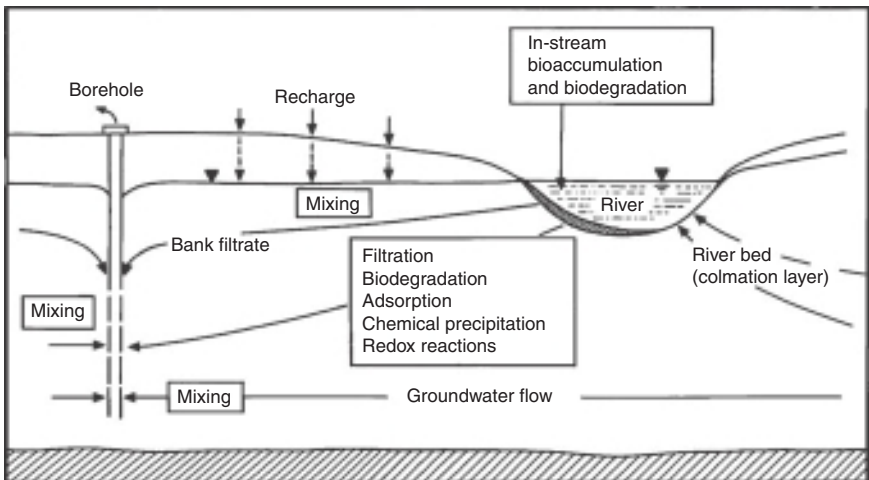 In-stream
bioaccumulation
and biodegradation
Borehole
Recharge
Mixing
River
Bank filtrate
Filtration
Biodegradation
Adsorption
Chemical precipitation
Redox reactions
River bed
(colmation layer)
Mixing
Mixing
Groundwater flow